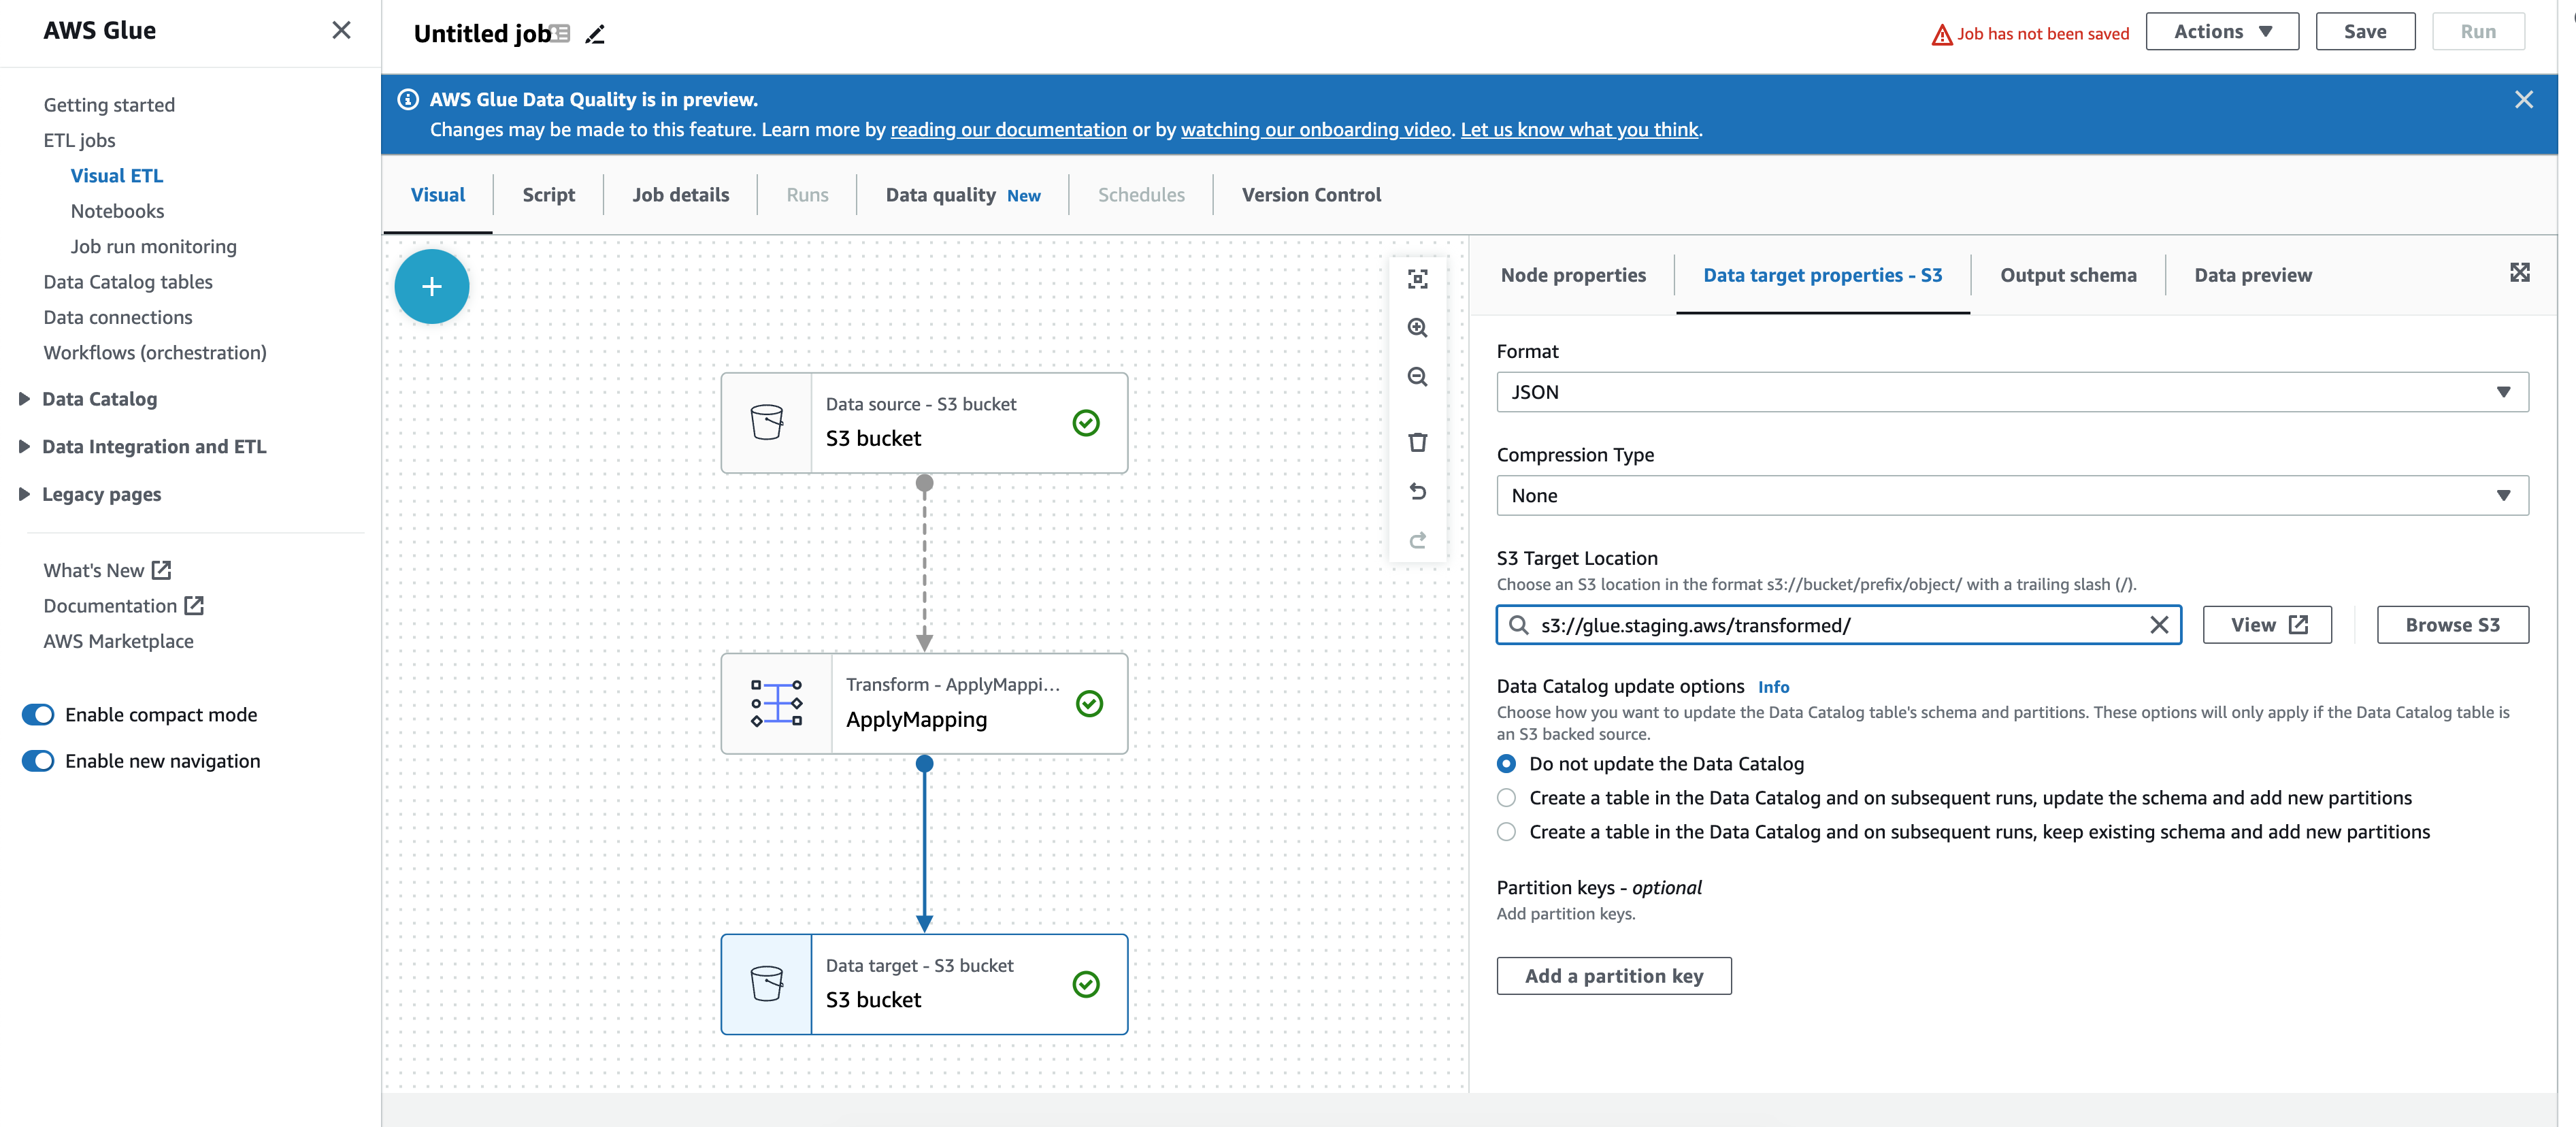 AWS Glue
Getting started
ETL jobs
Visual ETL
Notebooks
Job run monitoring
Data Catalog tables
Data connections
Workflows (orchestration)
Data Catalog
Data Integration and ETL
Legacy pages
What's New
Documentation
AWS Marketplace
Enable compact mode
Enable new navigation
Untitled job
Job has not been saved
Actions
Save
Run
AWS Glue Data Quality is in preview.
Changes may be made to this feature. Learn more by reading our documentation or by watching our onboarding video. Let us know what you think.
Visual
Script
Job details
Runs
Data quality New
Schedules
Version Control
Data source - S3 bucket
S3 bucket
Transform - ApplyMappi...
ApplyMapping
Data target - S3 bucket
S3 bucket
Node properties
Data target properties - S3
Output schema
Data preview
Format
JSON
Compression Type
None
S3 Target Location
Choose an S3 location in the format s3://bucket/prefix/object/ with a trailing slash (/).
s3://glue.staging.aws/transformed/
View
Browse S3
Data Catalog update options Info
Choose how you want to update the Data Catalog table's schema and partitions. These options will only apply if the Data Catalog table is
an S3 backed source.
Do not update the Data Catalog
Create a table in the Data Catalog and on subsequent runs, update the schema and add new partitions
Create a table in the Data Catalog and on subsequent runs, keep existing schema and add new partitions
Partition keys - optional
Add partition keys.
Add a partition key